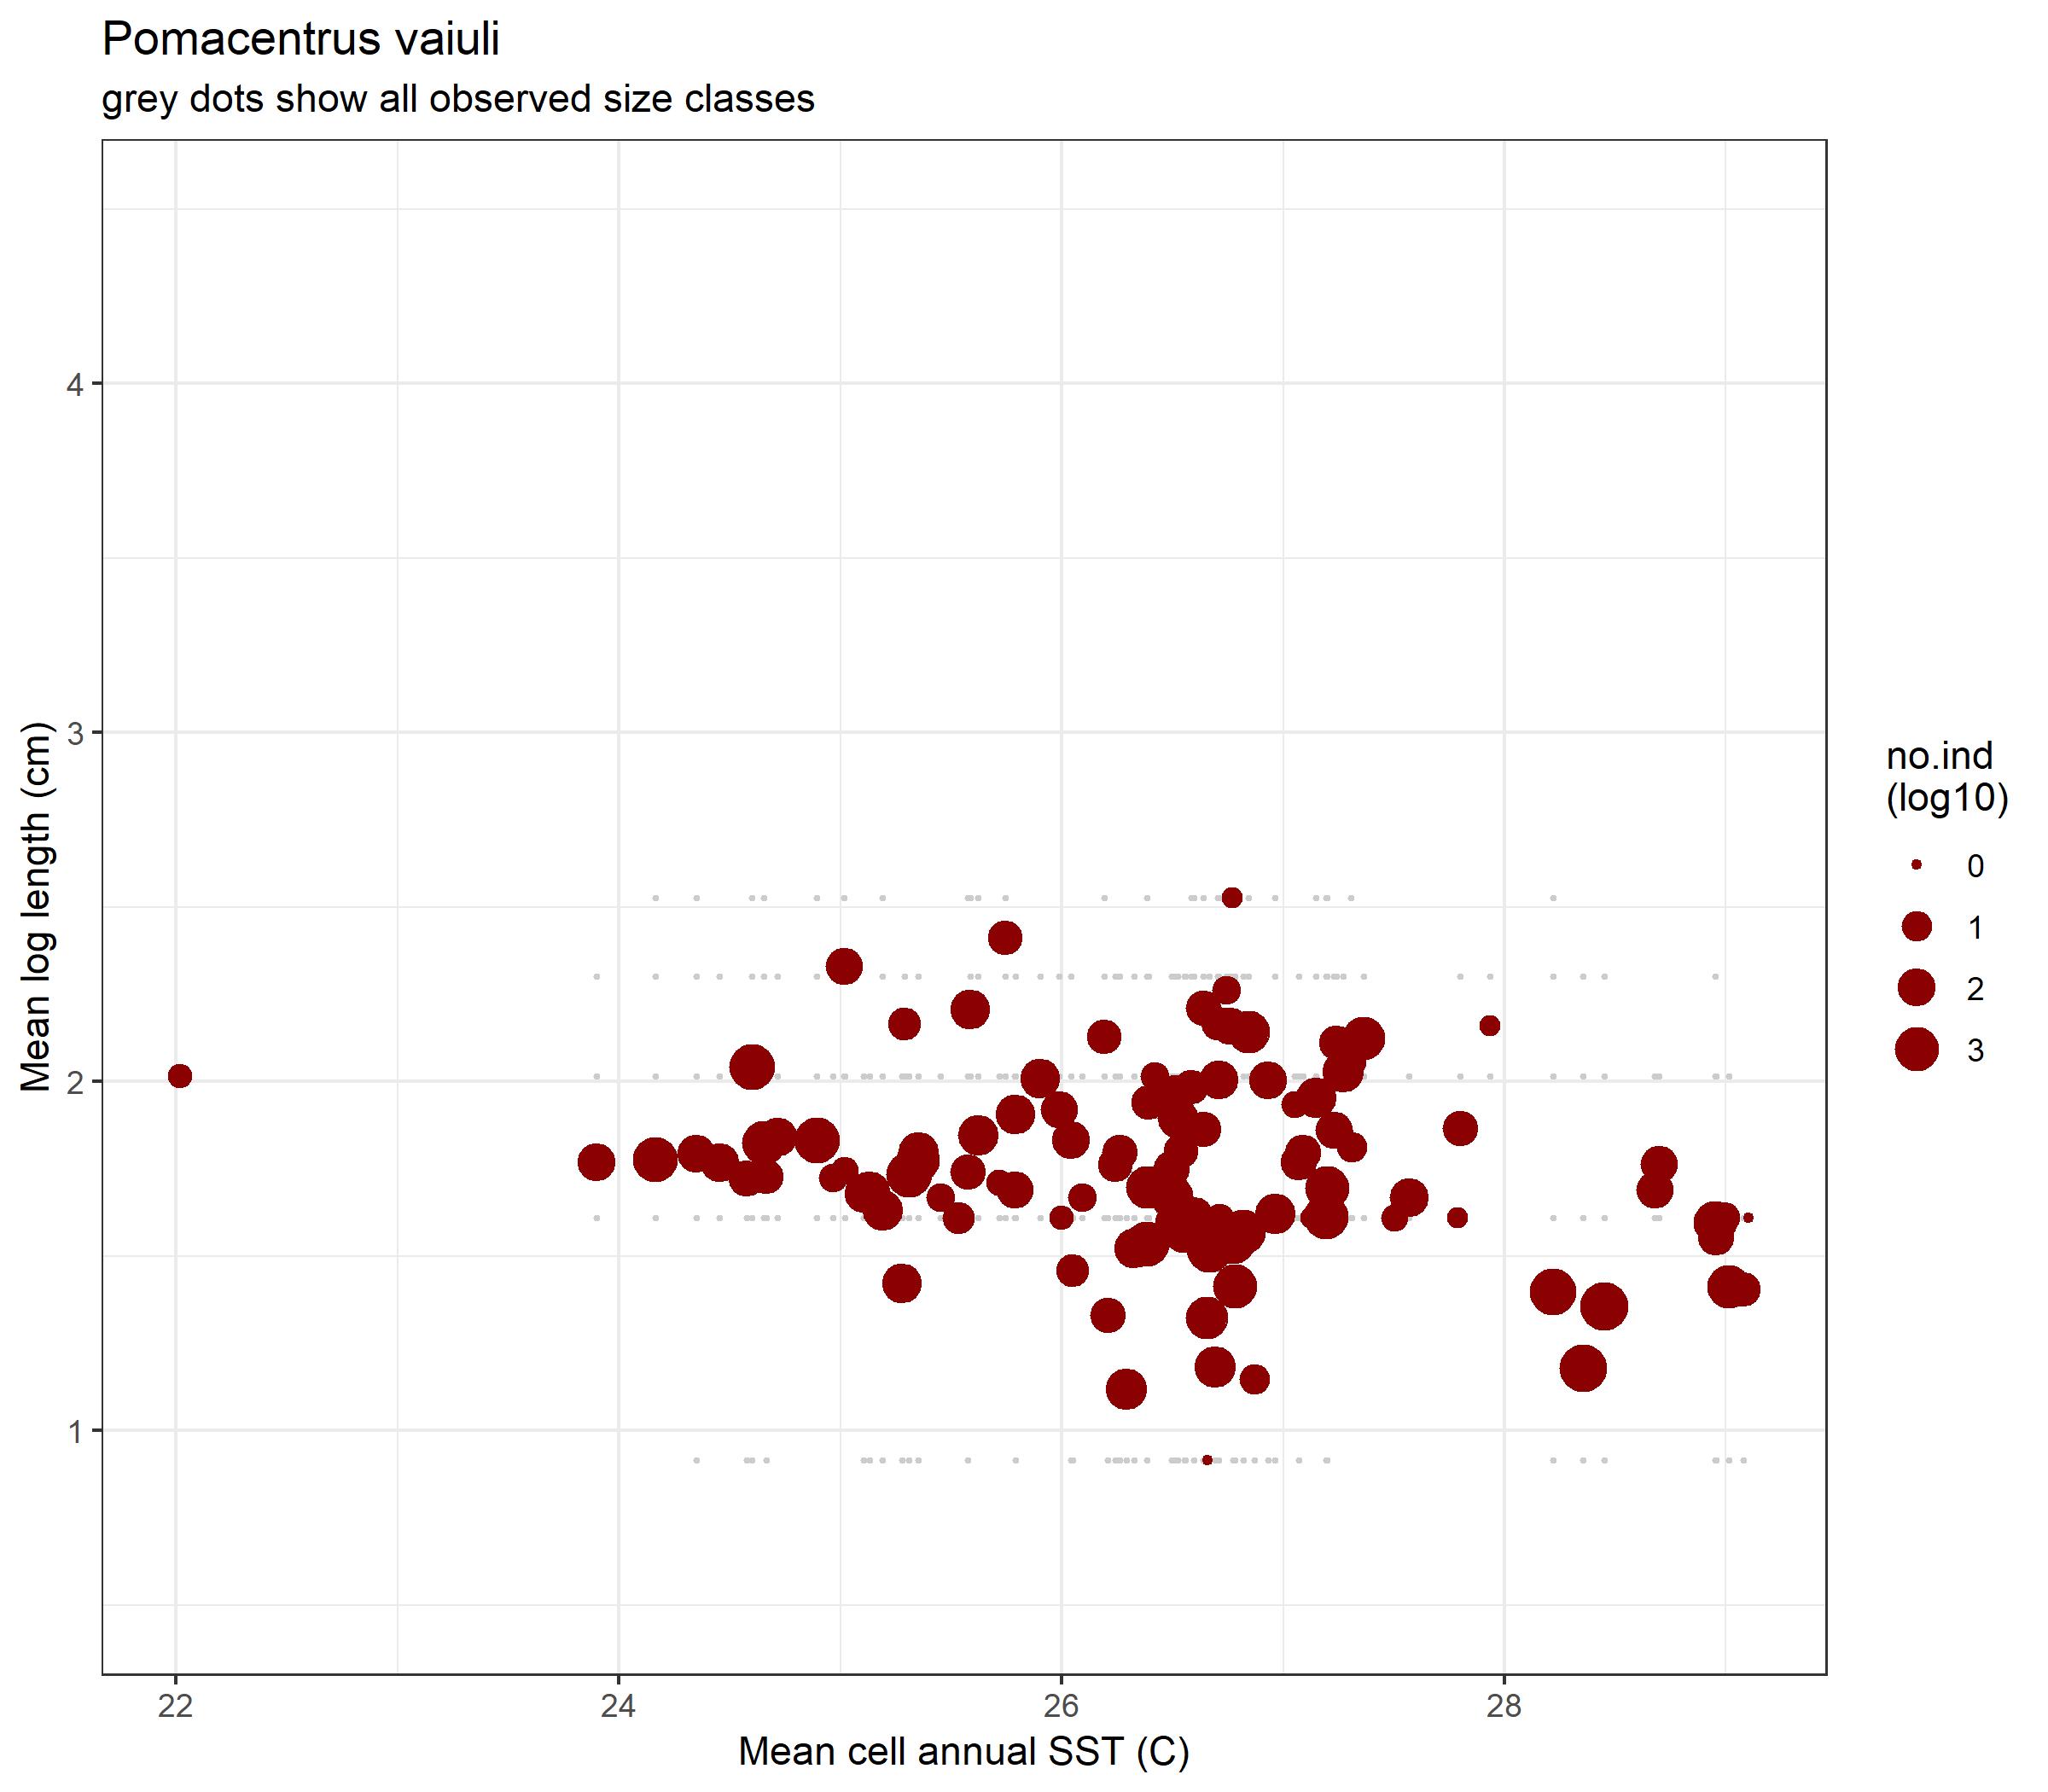 Pomacentrus vaiuli
grey dots show all observed size classes
Mean log length (cm)
4
3
2
1
22
24
26
28
Mean cell annual SST (C)
no.ind
(log10)
0
1
2
3